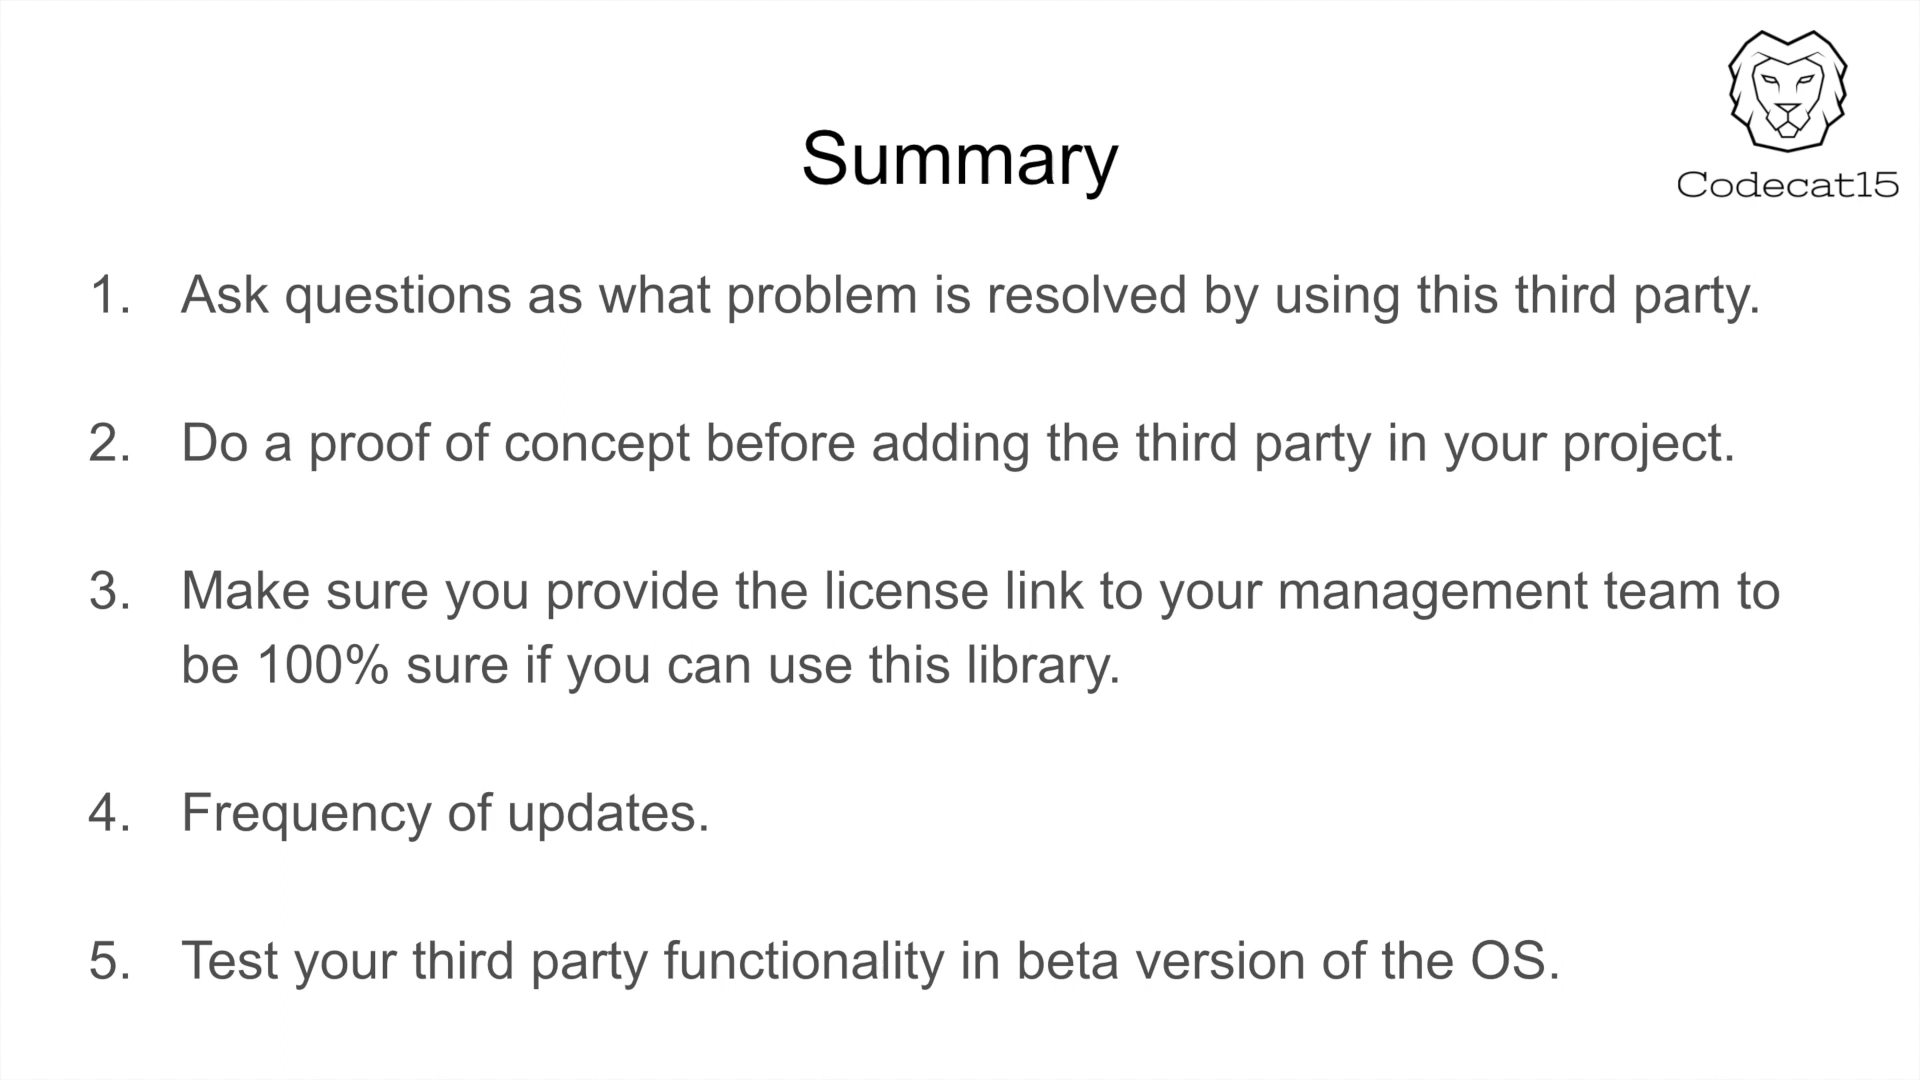 Codecat15
Summary
1. Ask questions as what problem is resolved by using this third party.
2. Do a proof of concept before adding the third party in your project.
3. Make sure you provide the license link to your management team to
be 100% sure if you can use this library.
4. Frequency of updates.
5. Test your third party functionality in beta version of the OS.